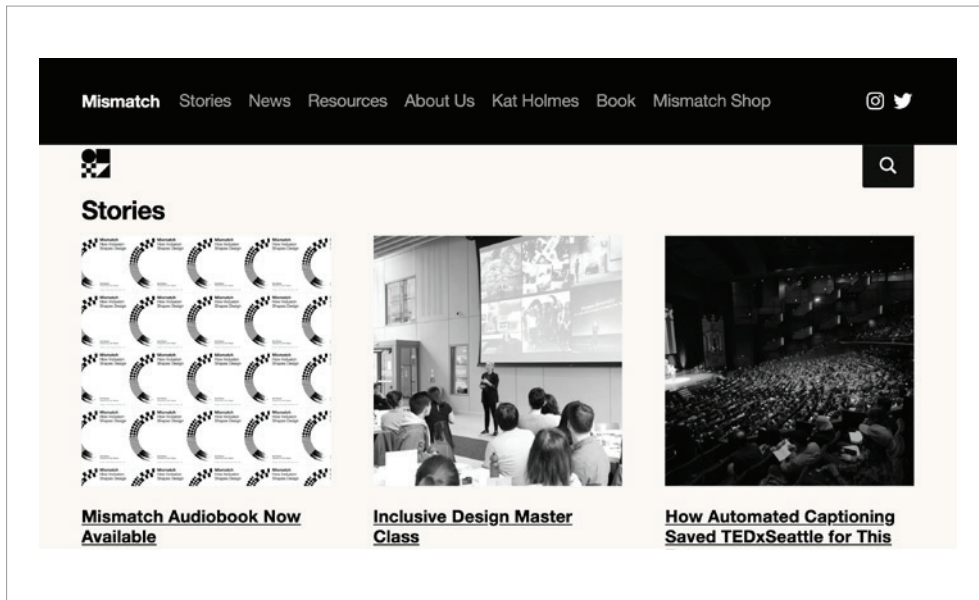 Mismatch Stories News Resources About Us Kat Holmes Book Mismatch Shop
Stories
Mismatch Audiobook Now
Available
Inclusive Design Master
Class
How Automated Captioning
Saved TEDxSeattle for This